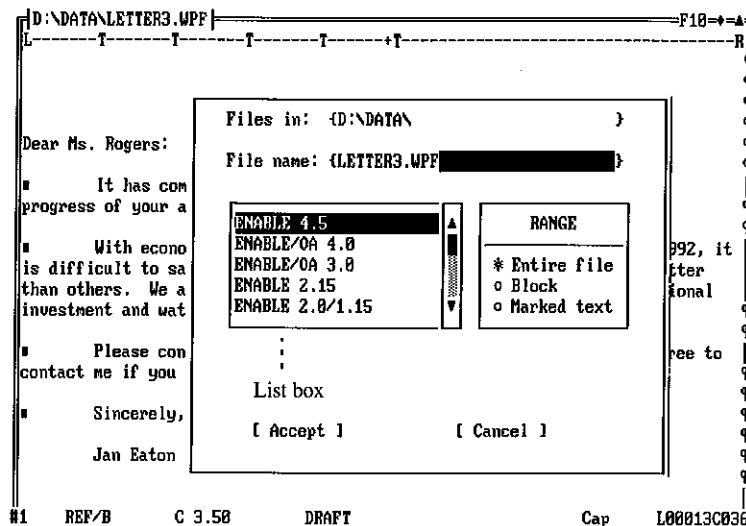 D:\DATA\LETTER3.WPF F10
L-------T-------T-------T-------T-------+T-------R
Files in: {D:\DATA\ }
Dear Ms. Rogers:
File name: {LETTER3.WPF }
It has com
progress of your a
ENABLE 4.5
RANGE
With econo
ENABLE/OA 4.0
992, it
is difficult to sa
ENABLE/OA 3.0
* Entire file
tter
than others. We a
ENABLE 2.15
o Block
ional
investment and wat
ENABLE 2.0/1.15
o Marked text
Please con
ree to
contact me if you
List box
Sincerely,
[ Accept ] [ Cancel ]
Jan Eaton
#1 REF/B C 3.50 DRAFT Cap L00013C036